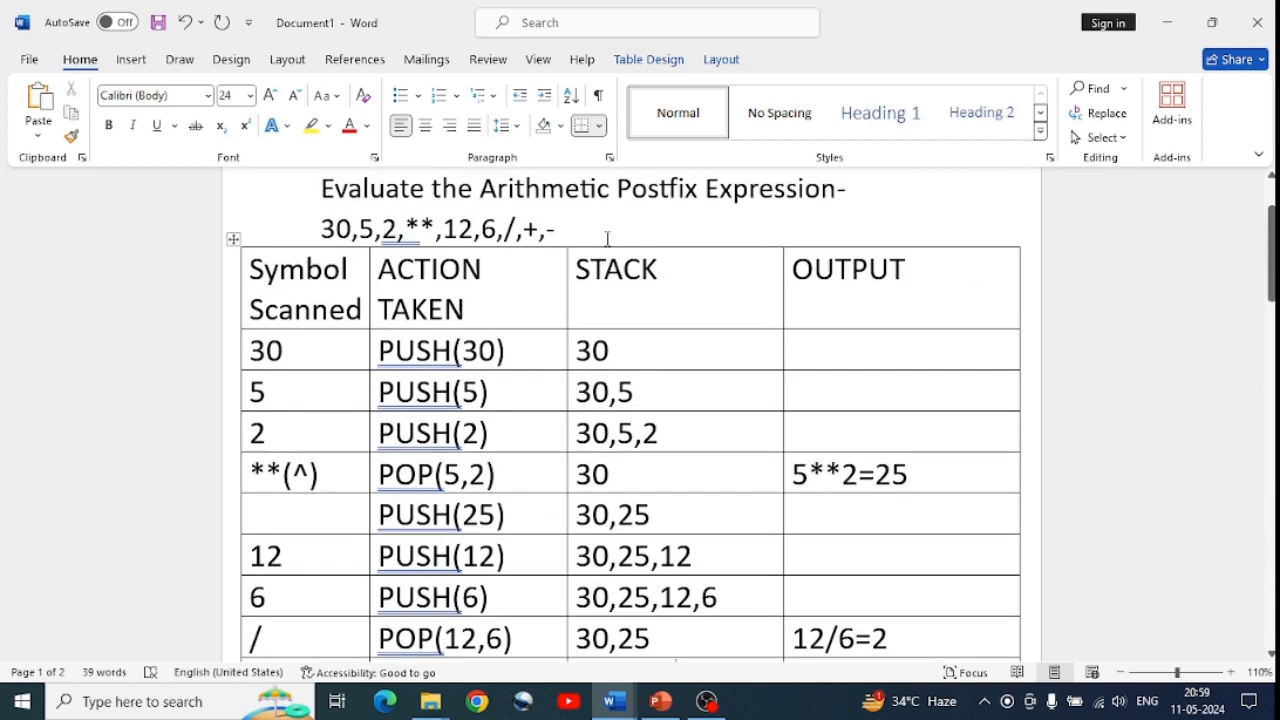 AutoSave Off Document1 - Word Search Sign in
File Home Insert Draw Design Layout References Mailings Review View Help Table Design Layout Share
Paste Calibri (Body) 24 A A Aa A Find Replace Select Add-ins
B I U ab x₂ x² A A Normal No Spacing Heading 1 Heading 2
Clipboard Font Paragraph Styles Editing Add-ins
Evaluate the Arithmetic Postfix Expression-
30,5,2,**,12,6,/,+,-
Symbol Scanned ACTION TAKEN STACK OUTPUT
30 PUSH(30) 30
5 PUSH(5) 30,5
2 PUSH(2) 30,5,2
**(^) POP(5,2) 30 5**2=25
PUSH(25) 30,25
12 PUSH(12) 30,25,12
6 PUSH(6) 30,25,12,6
/ POP(12,6) 30,25 12/6=2
Page 1 of 2 39 words English (United States) Accessibility: Good to go Focus 110%
Type here to search 1 34°C Haze ENG 20:59
11-05-2024